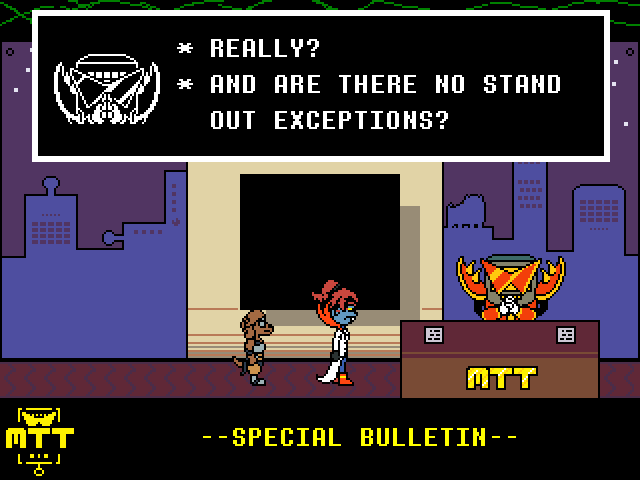 * REALLY?
* AND ARE THERE NO STAND
OUT EXCEPTIONS?
MTT
MTT
--SPECIAL BULLETIN--